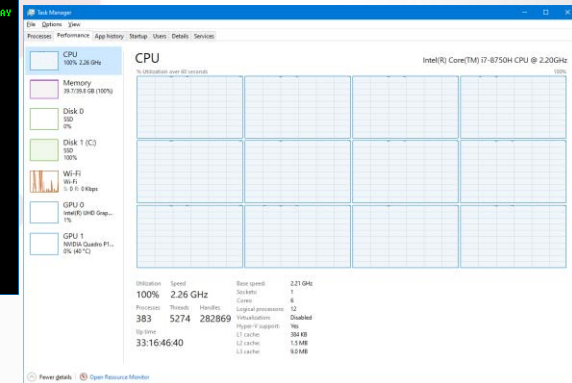 AY
Task Manager
File Options View
Processes Performance App history Startup Users Details Services
CPU
100% 2.26 GHz
Memory
39.7/39.8 GB (100%)
Disk 0
SSD
0%
Disk 1 (C:)
SSD
100%
Wi-Fi
Wi-Fi
S: 0 R: 0 Kbps
GPU 0
Intel(R) UHD Grap...
1%
GPU 1
NVIDIA Quadro P1...
0% (40 °C)
CPU Intel(R) Core(TM) i7-8750H CPU @ 2.20GHz
% Utilization over 60 seconds 100%
Utilization Speed
100% 2.26 GHz
Processes Threads Handles
383 5274 282869
Up time
33:16:46:40
Base speed: 2.21 GHz
Sockets: 1
Cores: 6
Logical processors: 12
Virtualization: Disabled
Hyper-V support: Yes
L1 cache: 384 KB
L2 cache: 1.5 MB
L3 cache: 9.0 MB
Fewer details Open Resource Monitor